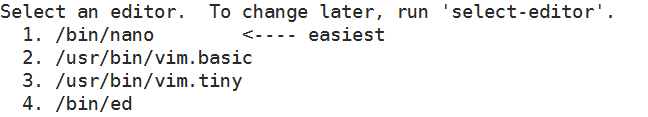 Select an editor.  To change later, run 'select-editor'.
  1. /bin/nano        <---- easiest
  2. /usr/bin/vim.basic
  3. /usr/bin/vim.tiny
  4. /bin/ed